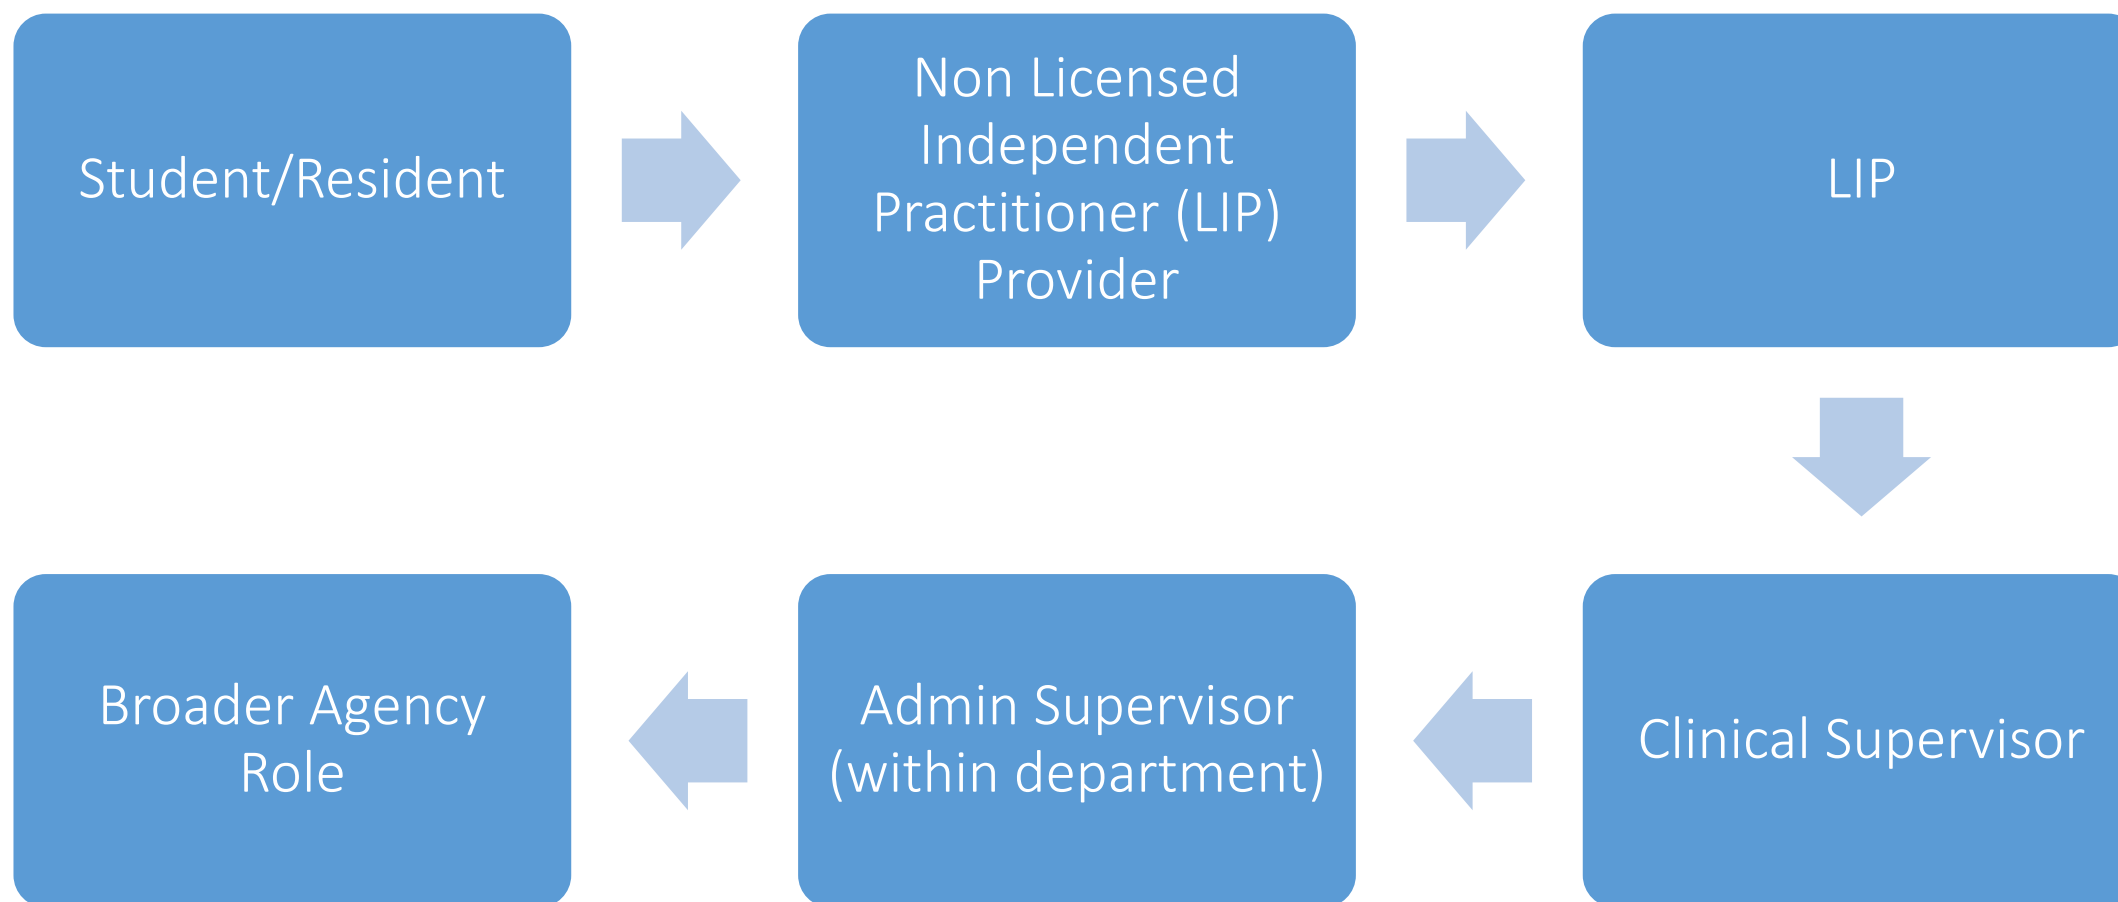 Student/Resident
Non Licensed
Independent
Practitioner (LIP)
Provider
LIP
Clinical Supervisor
Admin Supervisor
(within department)
Broader Agency
Role